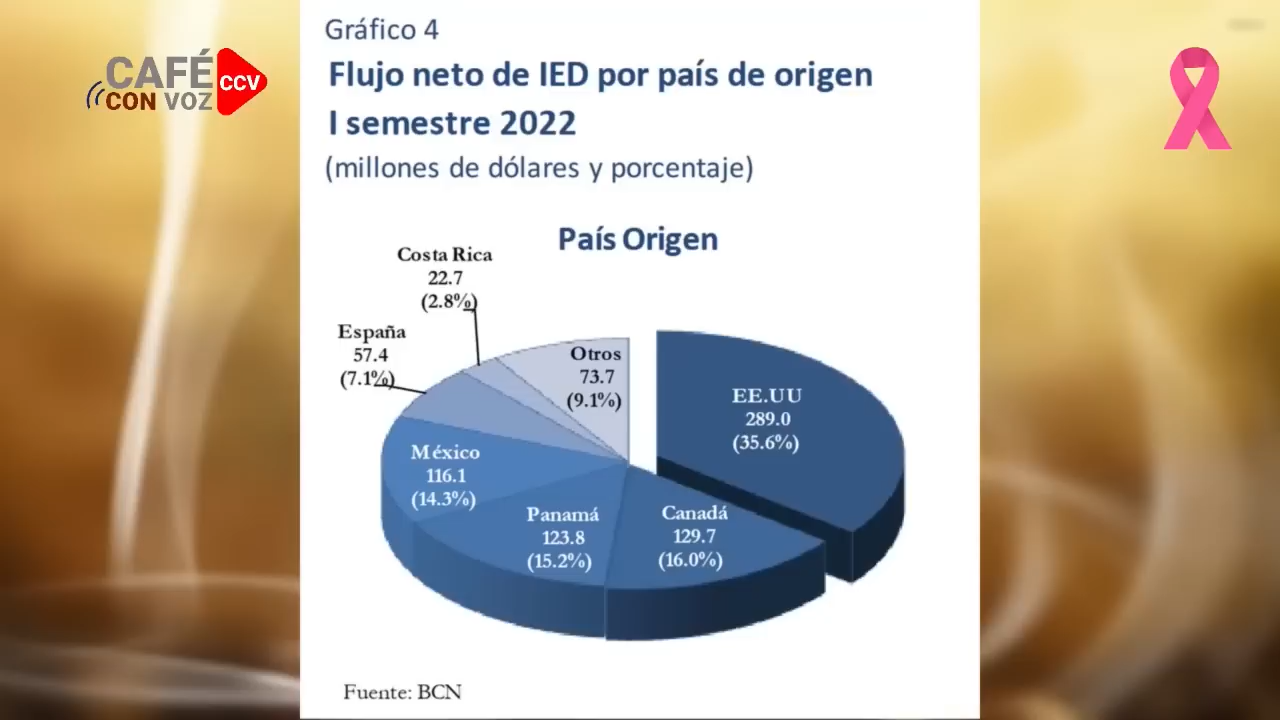 CAFÉ
CON VOZ
CCV
Gráfico 4
Flujo neto de IED por país de origen
I semestre 2022
(millones de dólares y porcentaje)
País Origen
Costa Rica
22.7
(2.8%)
España
57.4
(7.1%)
Otros
73.7
(9.1%)
EE.UU
289.0
(35.6%)
México
116.1
(14.3%)
Panamá
123.8
(15.2%)
Canadá
129.7
(16.0%)
Fuente: BCN